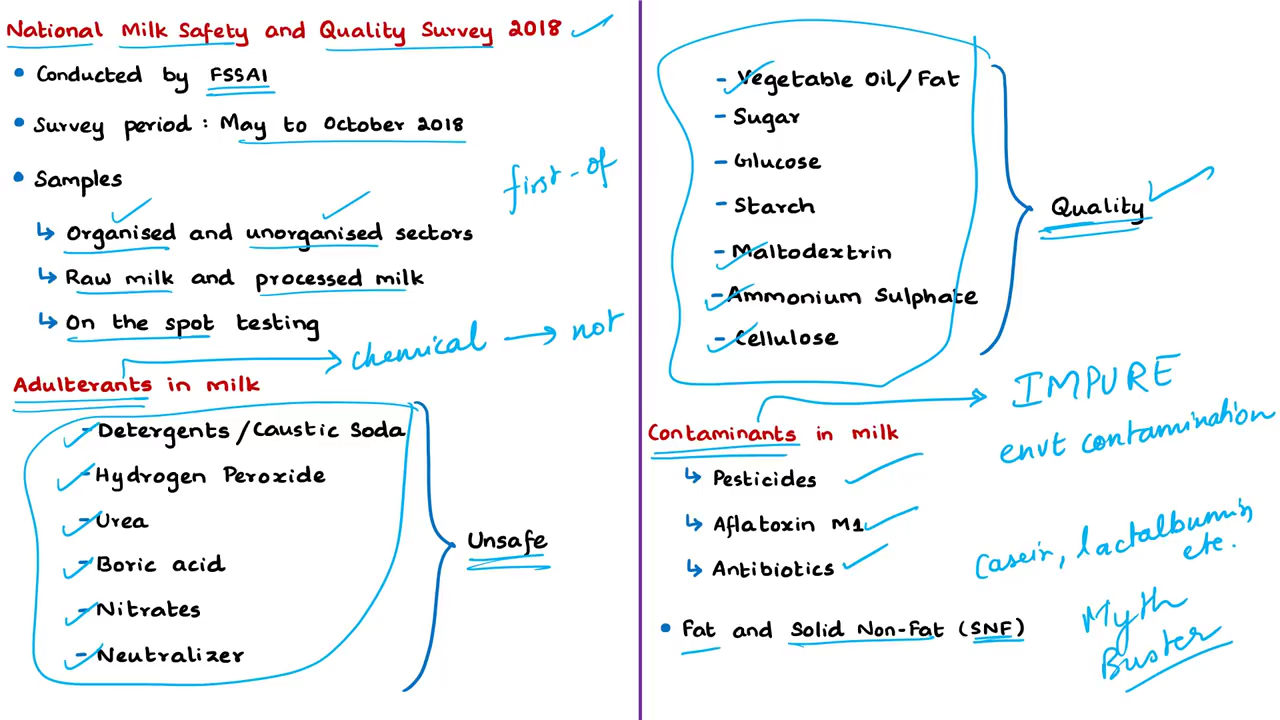 National Milk Safety and Quality Survey 2018
• Conducted by FSSAI
• Survey period : May to October 2018
• Samples
first-of
↳ Organised and unorganised sectors
↳ Raw milk and processed milk
↳ On the spot testing
chemical → not
Adulterants in milk
- Detergents/Caustic Soda
- Hydrogen Peroxide
- Urea
- Boric acid
- Nitrates
- Neutralizer
Unsafe
- Vegetable Oil/Fat
- Sugar
- Glucose
- Starch
- Maltodextrin
- Ammonium Sulphate
- Cellulose
Quality
IMPURE
Contaminants in milk
envt contamination
↳ Pesticides
↳ Aflatoxin M1
↳ Antibiotics
Casein, lactalbumin,
etc.
• Fat and Solid Non-Fat (SNF)
Myth
Buster